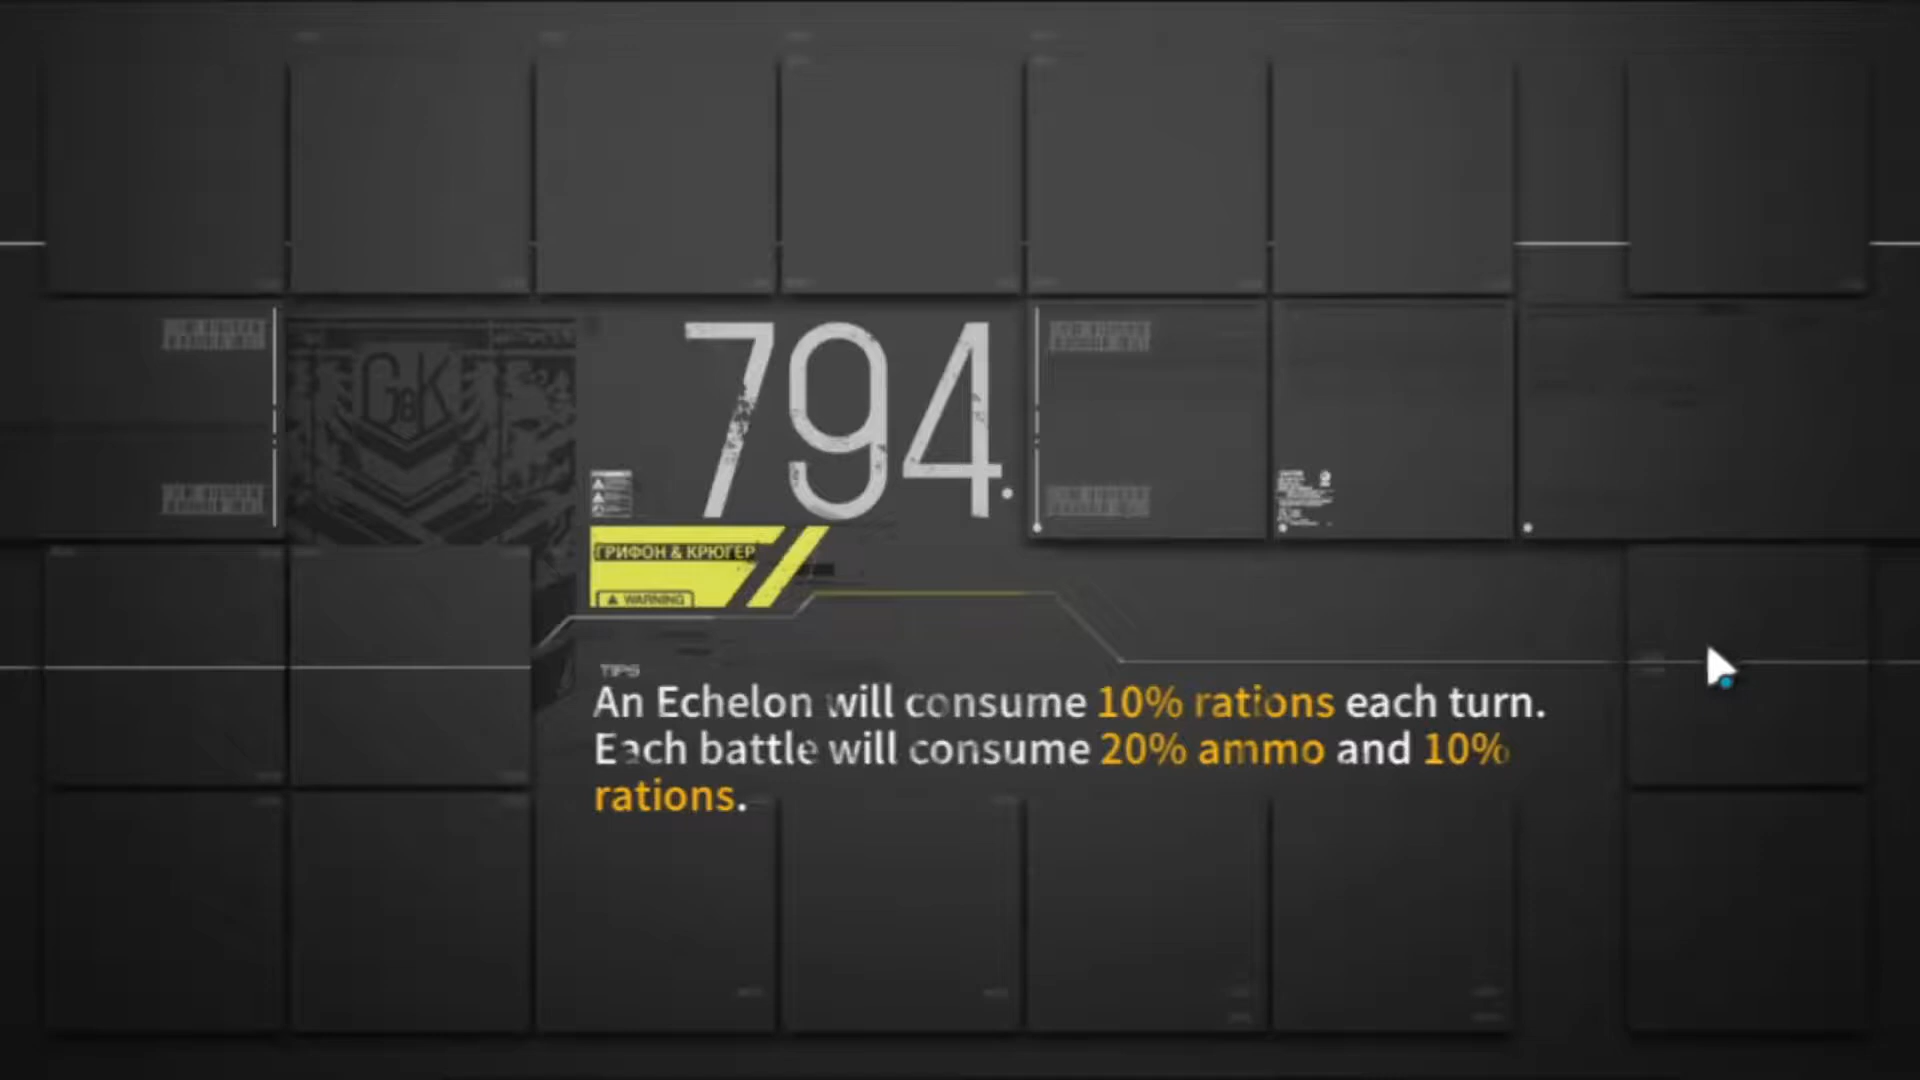 G&K
794.
ГРИФОН & КРЮГЕР
WARNING
TIPS
An Echelon will consume 10% rations each turn.
Each battle will consume 20% ammo and 10%
rations.